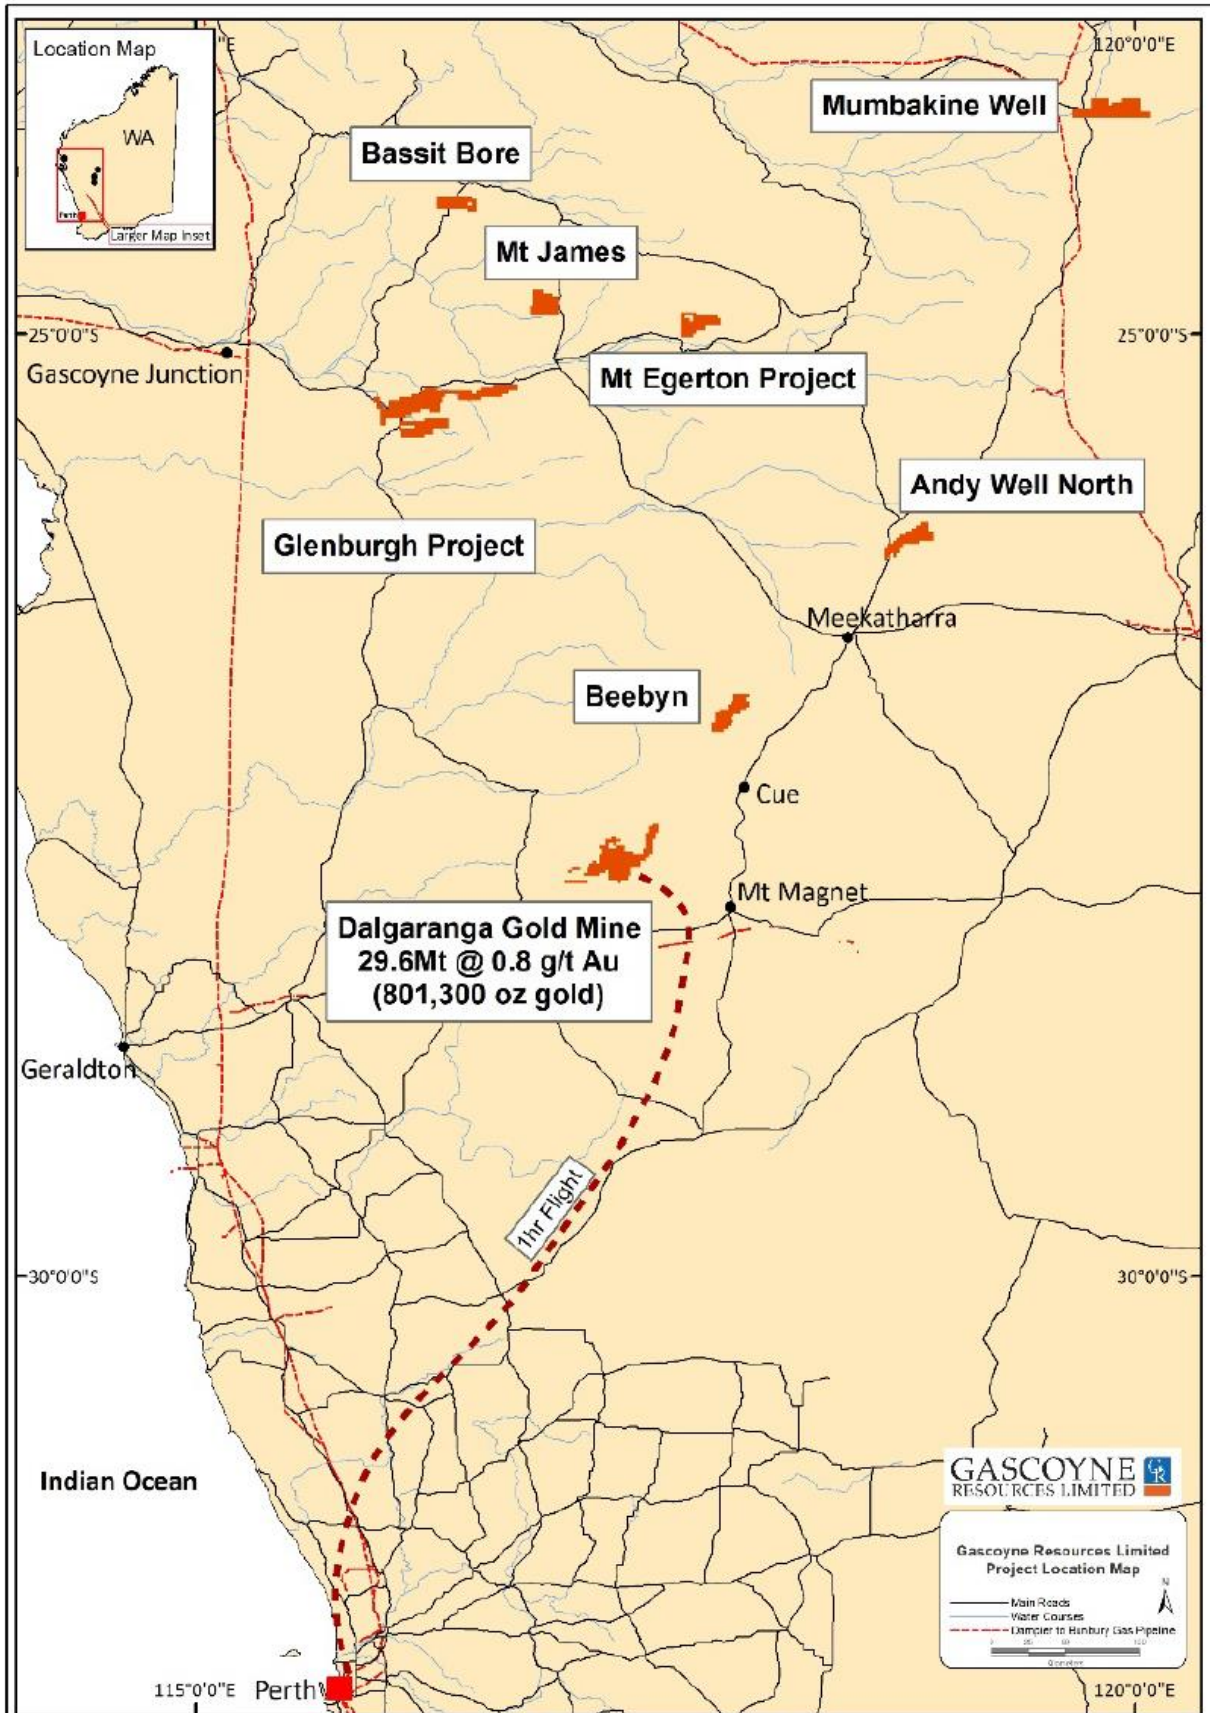 Location Map
"E
120°0'0"E
WA
Perth
Larger Map Inset
Mumbakine Well
Bassit Bore
Mt James
25°0'0"S
25°0'0"S
Gascoyne Junction
Mt Egerton Project
Andy Well North
Glenburgh Project
Meekatharra
Beebyn
Cue
Mt Magnet
Dalgaranga Gold Mine
29.6Mt @ 0.8 g/t Au
(801,300 oz gold)
Geraldton
1hr Flight
30°0'0"S
30°0'0"S
Indian Ocean
GASCOYNE
RESOURCES LIMITED
Gascoyne Resources Limited
Project Location Map
N
Main Roads
Water Courses
Dampier to Bunbury Gas Pipeline
Kilometers
115°0'0"E
Perth
120°0'0"E